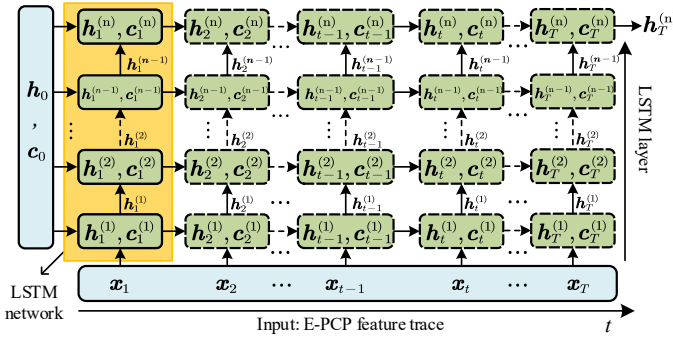 h_1^{(n)}, c_1^{(n)} h_2^{(n)}, c_2^{(n)} ... h_{t-1}^{(n)}, c_{t-1}^{(n)} h_t^{(n)}, c_t^{(n)} ... h_T^{(n)}, c_T^{(n)} h_T^{(n
h_1^{(n-1)} h_2^{(n-1)} h_{t-1}^{(n-1)} h_t^{(n-1)} h_T^{(n-1)}
h_1^{(n-1)}, c_1^{(n-1)} h_2^{(n-1)}, c_2^{(n-1)} ... h_{t-1}^{(n-1)}, c_{t-1}^{(n-1)} h_t^{(n-1)}, c_t^{(n-1)} ... h_T^{(n-1)}, c_T^{(n-1)}
h_0
,
c_0
⋮ h_1^{(2)} ⋮ h_2^{(2)} ⋮ h_{t-1}^{(2)} ⋮ h_t^{(2)} ⋮ h_T^{(2)}
h_1^{(2)}, c_1^{(2)} h_2^{(2)}, c_2^{(2)} ... h_{t-1}^{(2)}, c_{t-1}^{(2)} h_t^{(2)}, c_t^{(2)} ... h_T^{(2)}, c_T^{(2)}
h_1^{(1)} h_2^{(1)} h_{t-1}^{(1)} h_t^{(1)} h_T^{(1)}
h_1^{(1)}, c_1^{(1)} h_2^{(1)}, c_2^{(1)} ... h_{t-1}^{(1)}, c_{t-1}^{(1)} h_t^{(1)}, c_t^{(1)} ... h_T^{(1)}, c_T^{(1)}
LSTM layer
x_1 x_2 ... x_{t-1} x_t ... x_T
LSTM
network
Input: E-PCP feature trace t